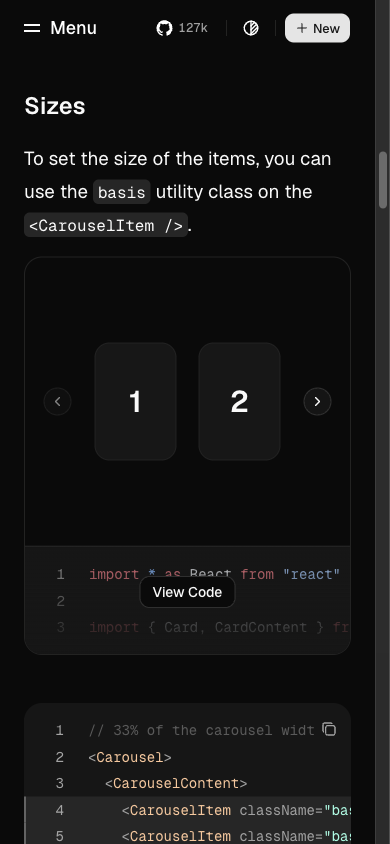 Menu 127k + New
Sizes
To set the size of the items, you can
use the basis utility class on the
<CarouselItem />.
1 2
1 import * as React from "react"
View Code
2
3 import { Card, CardContent } fr
1 // 33% of the carousel widt
2 <Carousel>
3 <CarouselContent>
4 <CarouselItem className="bas
5 <CarouselItem className="bas